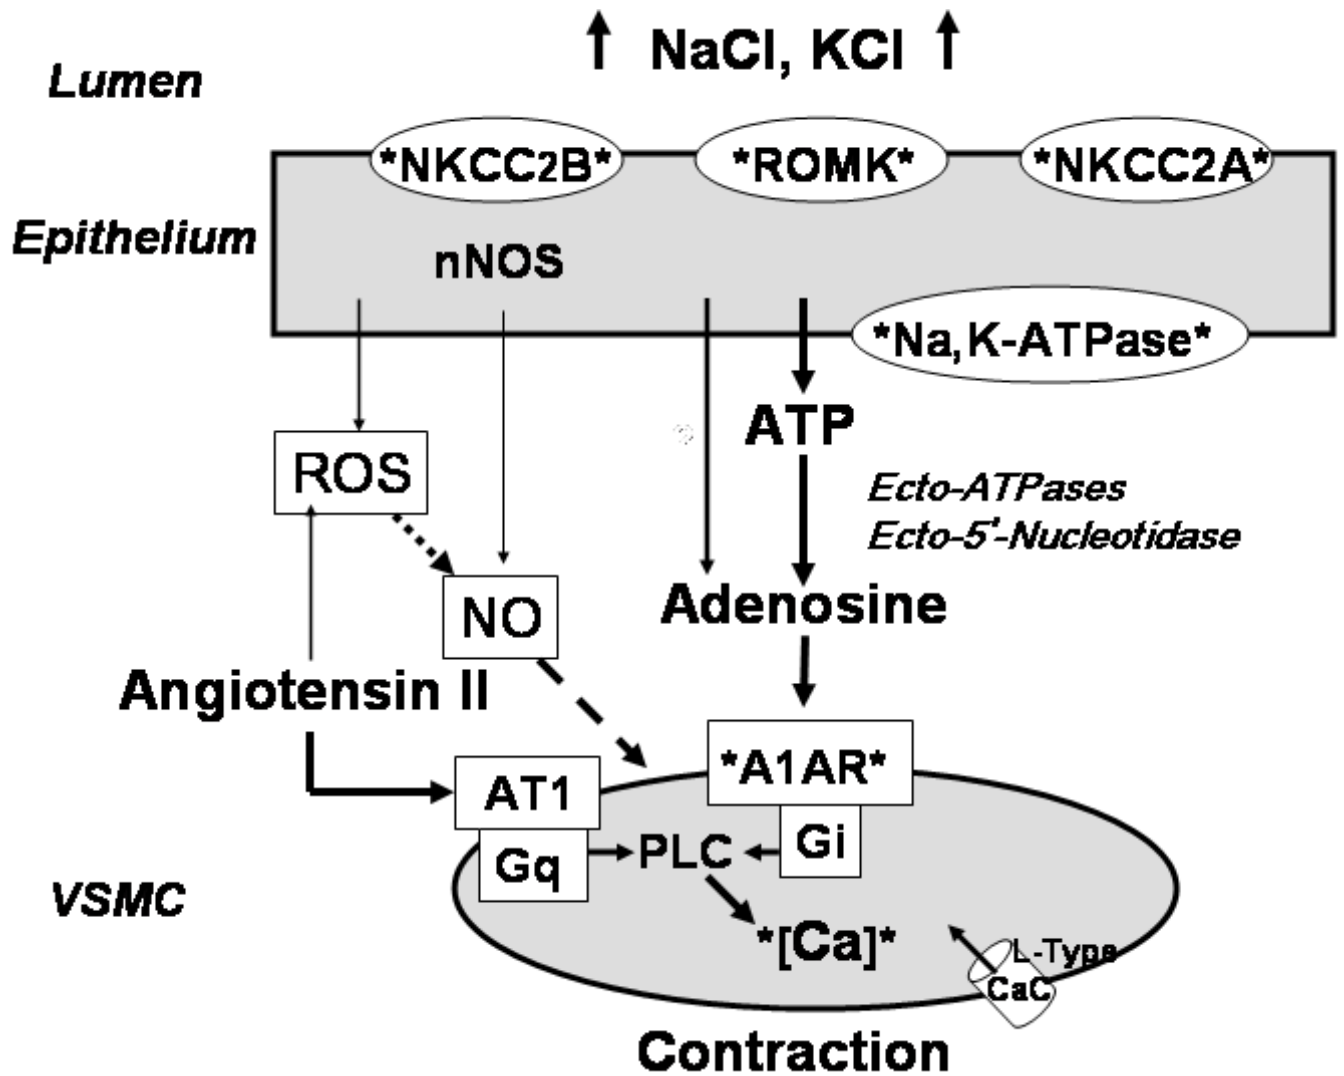 NaCl, KCl
Lumen
*NKCC2B*
*ROMK*
*NKCC2A*
Epithelium
nNOS
*Na,K-ATPase*
ATP
ROS
Ecto-ATPases
Ecto-5'-Nucleotidase
Adenosine
NO
Angiotensin II
*A1AR*
AT1
Gi
PLC
Gq
VSMC
*[Ca]*
L-Type
CaC
Contraction